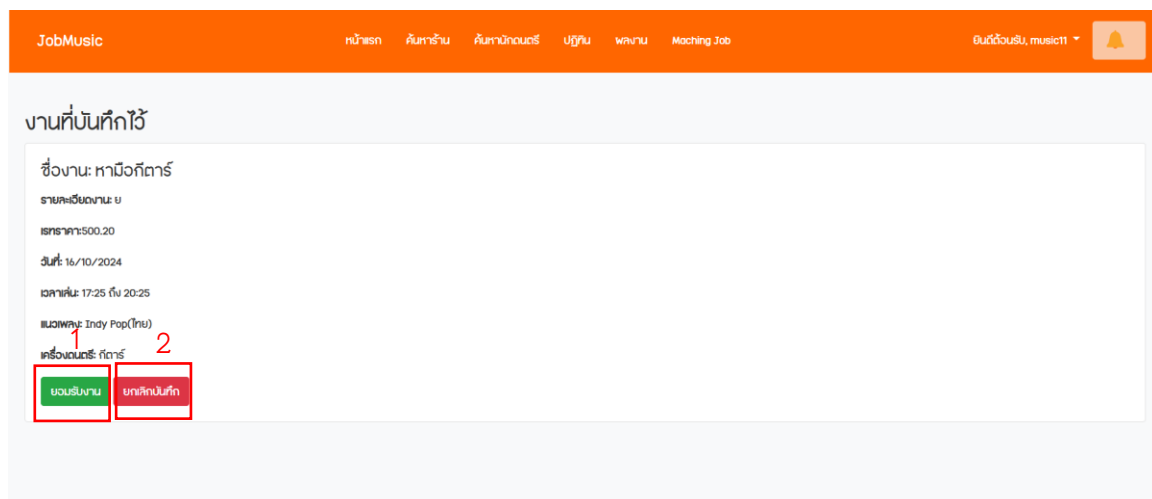 JobMusic หน้าแรก ค้นหาร้าน ค้นหานักดนตรี ปฏิทิน ผลงาน Maching Job ยินดีต้อนรับ, music11
งานที่บันทึกไว้
ชื่องาน: หามือกีตาร์
รายละเอียดงาน: ย
เรทราคา:500.20
วันที่: 16/10/2024
เวลาเล่น: 17:25 ถึง 20:25
แนวเพลง: Indy Pop(ไทย)
1 2
เครื่องดนตรี: กีตาร์
ยอมรับงาน ยกเลิกบันทึก